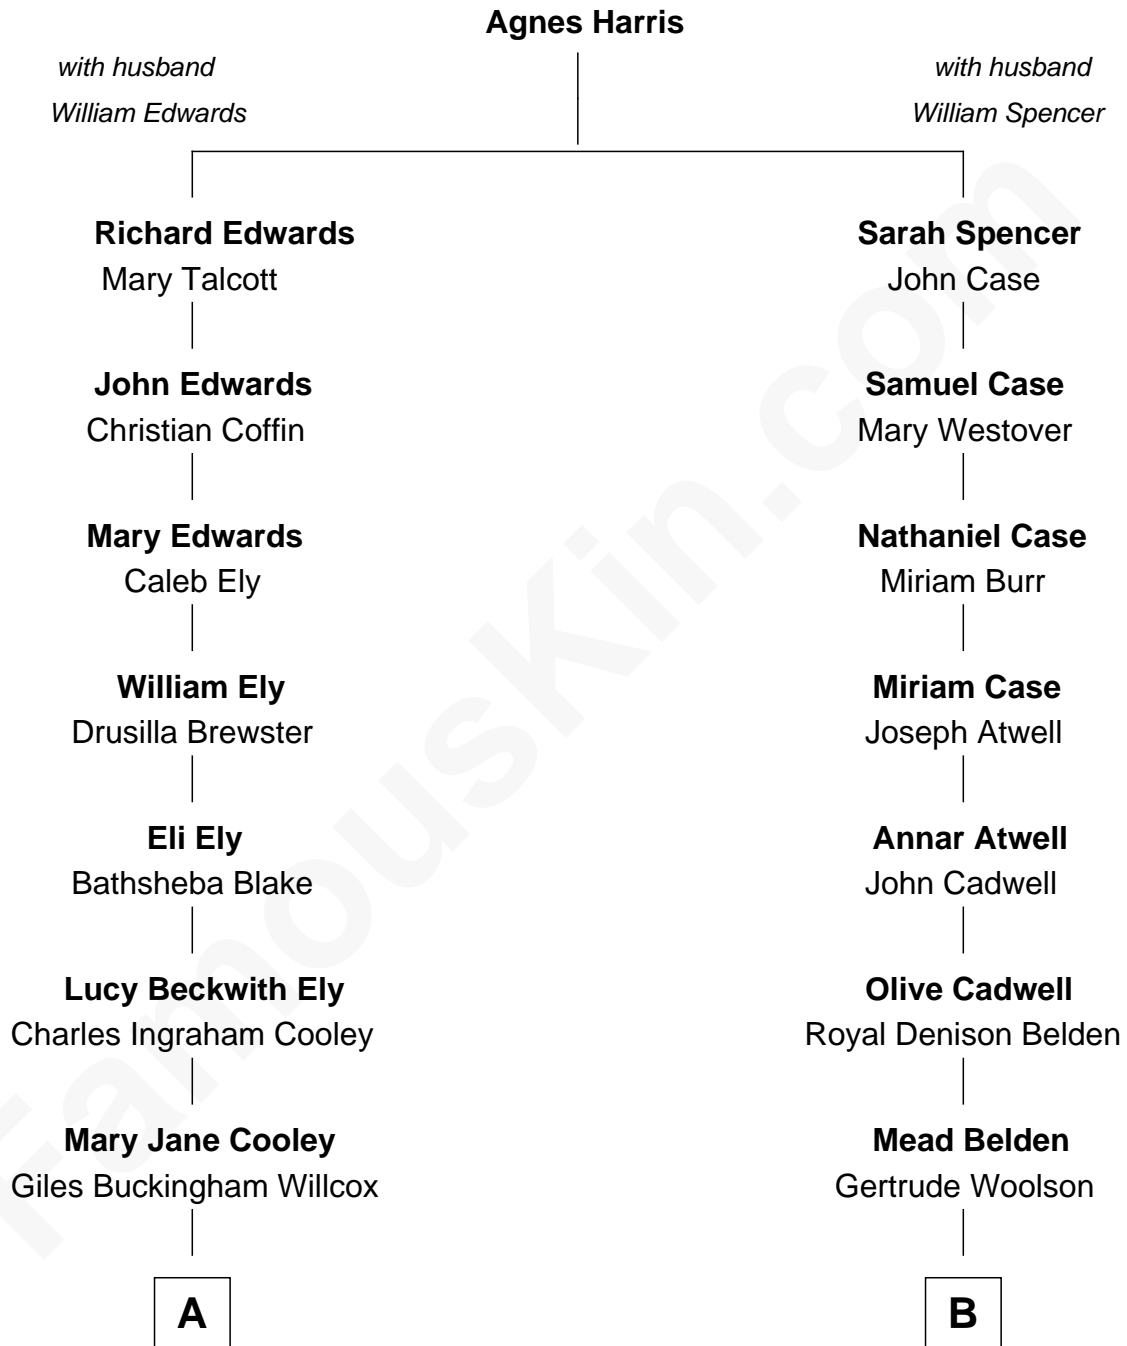 Agnes Harris
with husband
William Edwards
with husband
William Spencer
Richard Edwards
Mary Talcott
Sarah Spencer
John Case
John Edwards
Christian Coffin
Samuel Case
Mary Westover
Mary Edwards
Caleb Ely
Nathaniel Case
Miriam Burr
William Ely
Drusilla Brewster
Miriam Case
Joseph Atwell
Eli Ely
Bathsheba Blake
Annar Atwell
John Cadwell
Lucy Beckwith Ely
Charles Ingraham Cooley
Olive Cadwell
Royal Denison Belden
Mary Jane Cooley
Giles Buckingham Willcox
Mead Belden
Gertrude Woolson
A
B
FamousKin.com